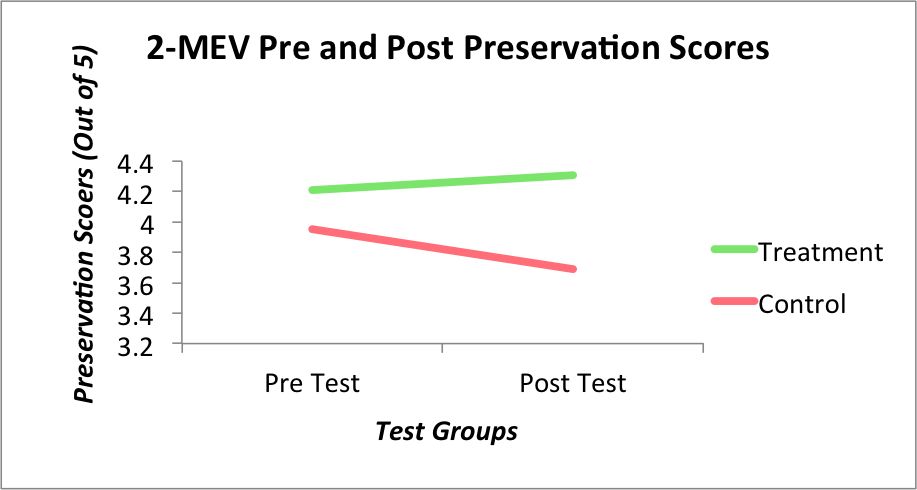 2-MEV Pre and Post Preservation Scores
Preservation Scoers (Out of 5)
4.4
4.2
4
3.8
3.6
3.4
3.2
Pre Test
Post Test
Test Groups
Treatment
Control